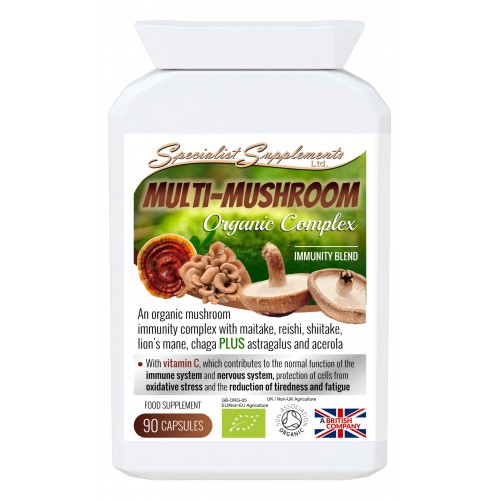 Specialist Supplements
Ltd.
MULTI-MUSHROOM
Organic Complex
IMMUNITY BLEND
An organic mushroom
immunity complex with maitake, reishi, shiitake,
lion's mane, chaga PLUS astragalus and acerola
• With vitamin C, which contributes to the normal function of the
immune system and nervous system, protection of cells from
oxidative stress and the reduction of tiredness and fatigue
FOOD SUPPLEMENT
90 CAPSULES
GB-ORG-05
EU/Non-EU Agriculture
UK / Non-UK Agriculture
SOIL ASSOCIATION
ORGANIC
A BRITISH
COMPANY